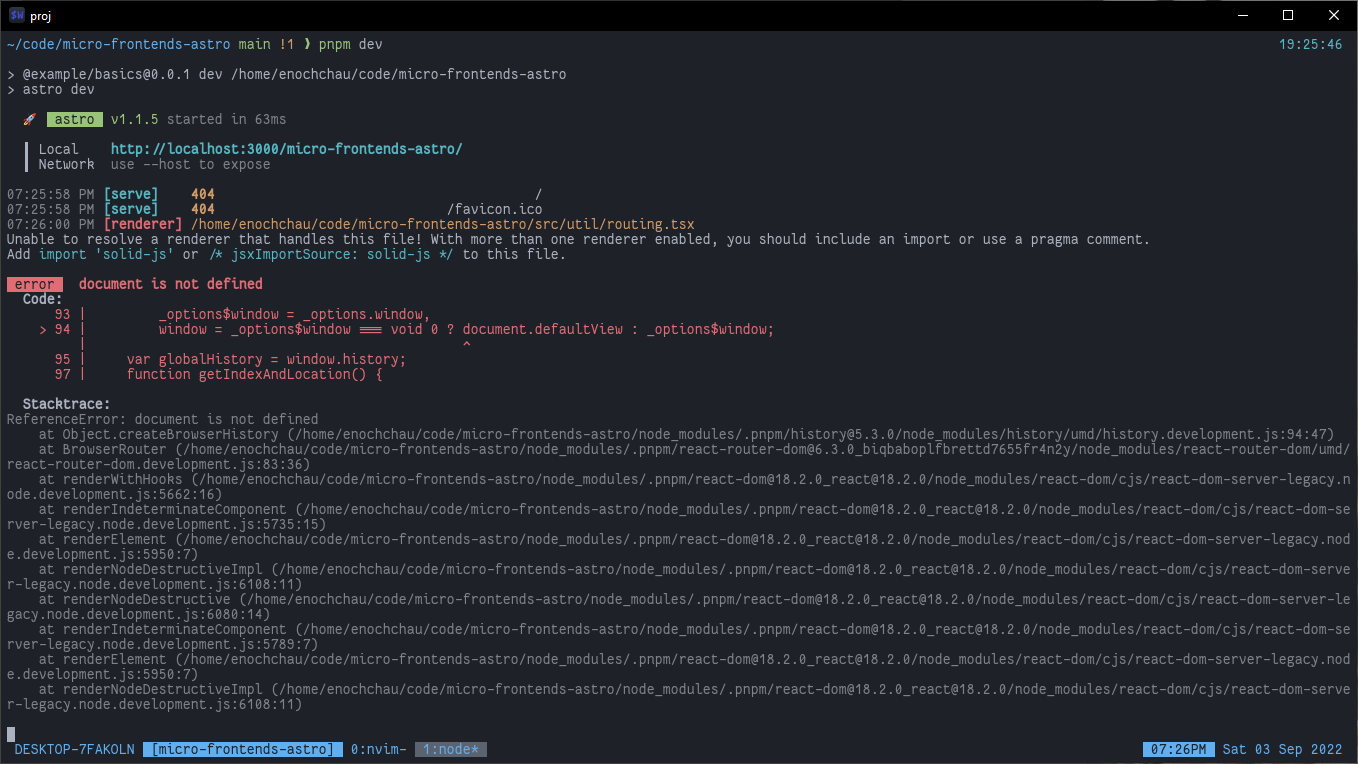 $W proj
~/code/micro-frontends-astro main !1 ❱ pnpm dev 19:25:46
> @example/basics@0.0.1 dev /home/enochchau/code/micro-frontends-astro
> astro dev
🚀 astro v1.1.5 started in 63ms
┃ Local http://localhost:3000/micro-frontends-astro/
┃ Network use --host to expose
07:25:58 PM [serve] 404 /
07:25:58 PM [serve] 404 /favicon.ico
07:26:00 PM [renderer] /home/enochchau/code/micro-frontends-astro/src/util/routing.tsx
Unable to resolve a renderer that handles this file! With more than one renderer enabled, you should include an import or use a pragma comment.
Add import 'solid-js' or /* jsxImportSource: solid-js */ to this file.
error document is not defined
Code:
93 | _options$window = _options.window,
> 94 | window = _options$window === void 0 ? document.defaultView : _options$window;
| ^
95 | var globalHistory = window.history;
97 | function getIndexAndLocation() {
Stacktrace:
ReferenceError: document is not defined
at Object.createBrowserHistory (/home/enochchau/code/micro-frontends-astro/node_modules/.pnpm/history@5.3.0/node_modules/history/umd/history.development.js:94:47)
at BrowserRouter (/home/enochchau/code/micro-frontends-astro/node_modules/.pnpm/react-router-dom@6.3.0_biqbaboplfbrettd7655fr4n2y/node_modules/react-router-dom/umd/
react-router-dom.development.js:83:36)
at renderWithHooks (/home/enochchau/code/micro-frontends-astro/node_modules/.pnpm/react-dom@18.2.0_react@18.2.0/node_modules/react-dom/cjs/react-dom-server-legacy.n
ode.development.js:5662:16)
at renderIndeterminateComponent (/home/enochchau/code/micro-frontends-astro/node_modules/.pnpm/react-dom@18.2.0_react@18.2.0/node_modules/react-dom/cjs/react-dom-se
rver-legacy.node.development.js:5735:15)
at renderElement (/home/enochchau/code/micro-frontends-astro/node_modules/.pnpm/react-dom@18.2.0_react@18.2.0/node_modules/react-dom/cjs/react-dom-server-legacy.nod
e.development.js:5950:7)
at renderNodeDestructiveImpl (/home/enochchau/code/micro-frontends-astro/node_modules/.pnpm/react-dom@18.2.0_react@18.2.0/node_modules/react-dom/cjs/react-dom-serve
r-legacy.node.development.js:6108:11)
at renderNodeDestructive (/home/enochchau/code/micro-frontends-astro/node_modules/.pnpm/react-dom@18.2.0_react@18.2.0/node_modules/react-dom/cjs/react-dom-server-le
gacy.node.development.js:6080:14)
at renderIndeterminateComponent (/home/enochchau/code/micro-frontends-astro/node_modules/.pnpm/react-dom@18.2.0_react@18.2.0/node_modules/react-dom/cjs/react-dom-se
rver-legacy.node.development.js:5789:7)
at renderElement (/home/enochchau/code/micro-frontends-astro/node_modules/.pnpm/react-dom@18.2.0_react@18.2.0/node_modules/react-dom/cjs/react-dom-server-legacy.nod
e.development.js:5950:7)
at renderNodeDestructiveImpl (/home/enochchau/code/micro-frontends-astro/node_modules/.pnpm/react-dom@18.2.0_react@18.2.0/node_modules/react-dom/cjs/react-dom-serve
r-legacy.node.development.js:6108:11)
DESKTOP-7FAKOLN [micro-frontends-astro] 0:nvim- 1:node* 07:26PM Sat 03 Sep 2022